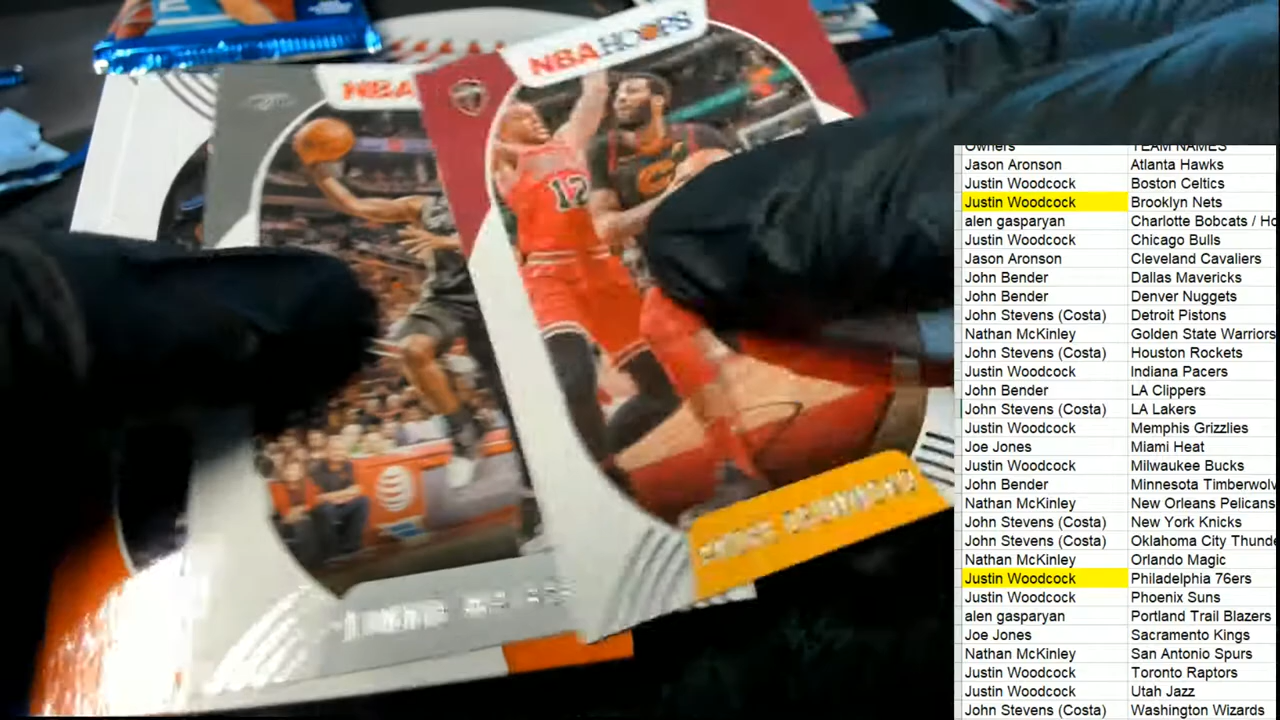 NBA HOOPS
NBA
12
C
Owners TEAM NAMES
Jason Aronson Atlanta Hawks
Justin Woodcock Boston Celtics
Justin Woodcock Brooklyn Nets
alen gasparyan Charlotte Bobcats / Ho
Justin Woodcock Chicago Bulls
Jason Aronson Cleveland Cavaliers
John Bender Dallas Mavericks
John Bender Denver Nuggets
John Stevens (Costa) Detroit Pistons
Nathan McKinley Golden State Warriors
John Stevens (Costa) Houston Rockets
Justin Woodcock Indiana Pacers
John Bender LA Clippers
John Stevens (Costa) LA Lakers
Justin Woodcock Memphis Grizzlies
Joe Jones Miami Heat
Justin Woodcock Milwaukee Bucks
John Bender Minnesota Timberwolv
Nathan McKinley New Orleans Pelicans
John Stevens (Costa) New York Knicks
John Stevens (Costa) Oklahoma City Thunde
Nathan McKinley Orlando Magic
Justin Woodcock Philadelphia 76ers
Justin Woodcock Phoenix Suns
alen gasparyan Portland Trail Blazers
Joe Jones Sacramento Kings
Nathan McKinley San Antonio Spurs
Justin Woodcock Toronto Raptors
Justin Woodcock Utah Jazz
John Stevens (Costa) Washington Wizards